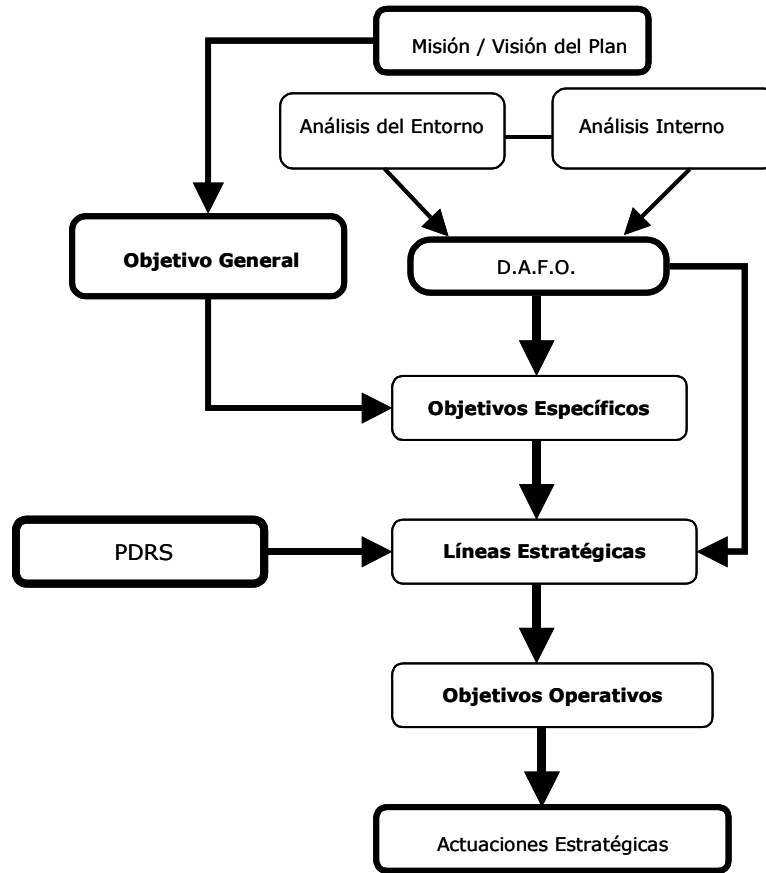 Misión / Visión del Plan
Análisis del Entorno
Análisis Interno
Objetivo General
D.A.F.O.
Objetivos Específicos
PDRS
Líneas Estratégicas
Objetivos Operativos
Actuaciones Estratégicas